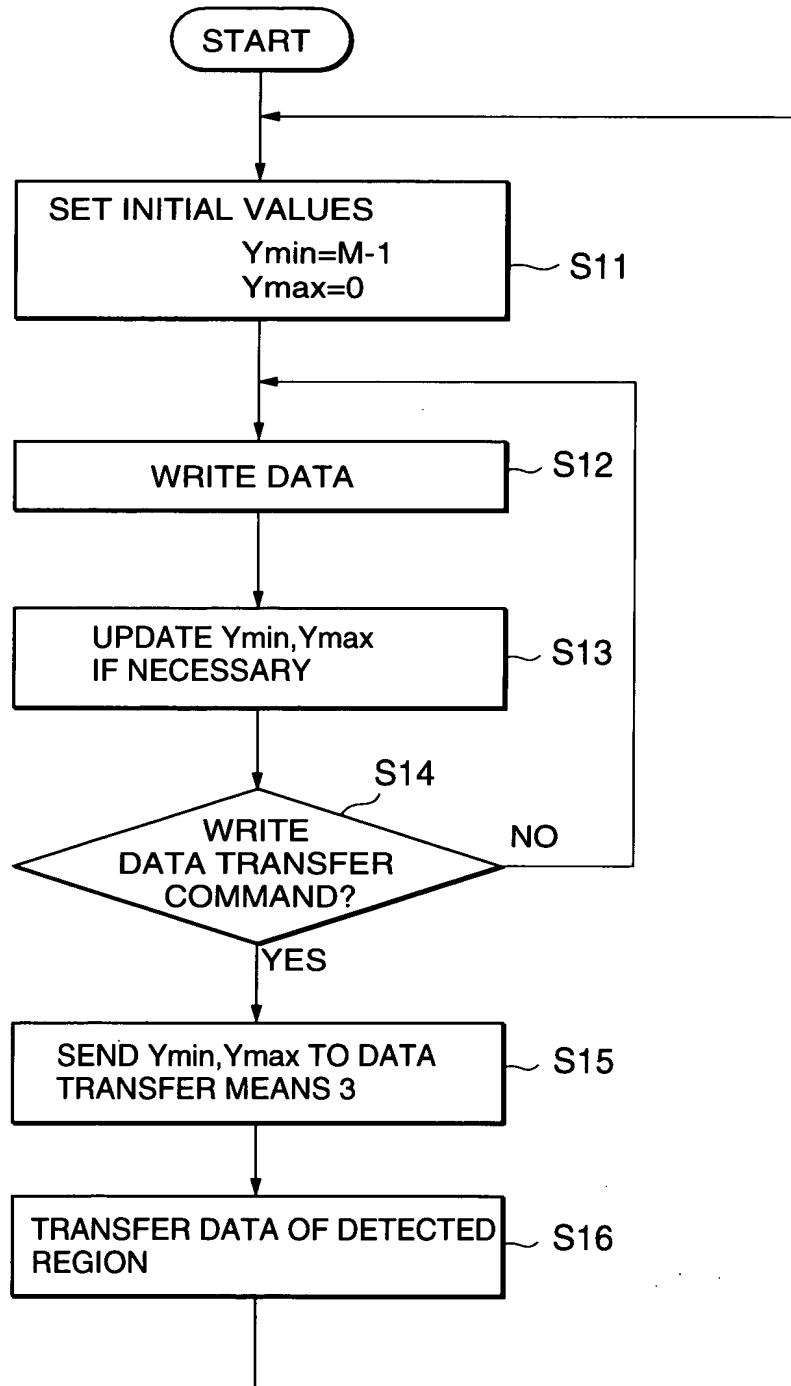 START
SET INITIAL VALUES
Ymin=M-1
Ymax=0
S11
WRITE DATA
S12
UPDATE Ymin,Ymax
IF NECESSARY
S13
S14
WRITE
DATA TRANSFER
COMMAND?
NO
YES
SEND Ymin,Ymax TO DATA
TRANSFER MEANS 3
S15
TRANSFER DATA OF DETECTED
REGION
S16